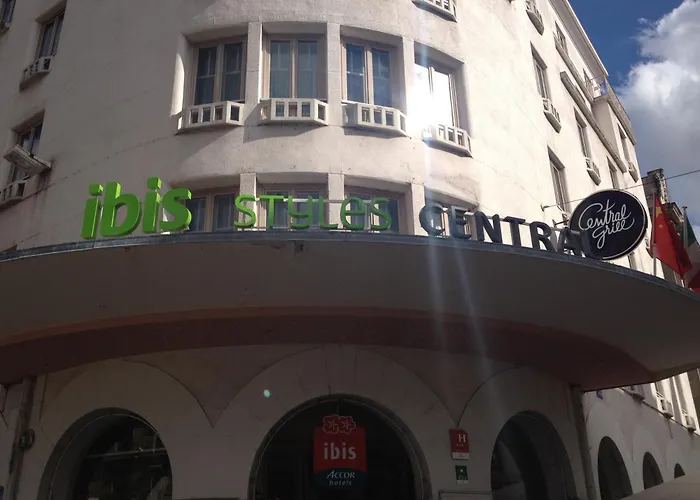 ibis STYLES CENTRAL
Central
Grill
ibis
ACCOR
hotels
H